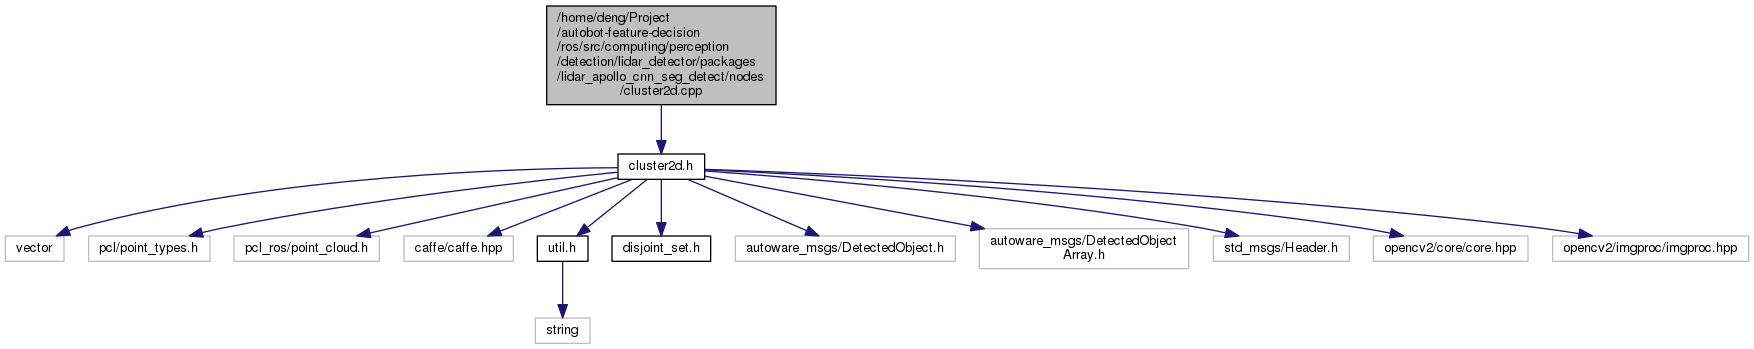 /home/deng/Project
/autobot-feature-decision
/ros/src/computing/perception
/detection/lidar_detector/packages
/lidar_apollo_cnn_seg_detect/nodes
/cluster2d.cpp
cluster2d.h
vector
pcl/point_types.h
pcl_ros/point_cloud.h
caffe/caffe.hpp
util.h
disjoint_set.h
autoware_msgs/DetectedObject.h
autoware_msgs/DetectedObject
Array.h
std_msgs/Header.h
opencv2/core/core.hpp
opencv2/imgproc/imgproc.hpp
string